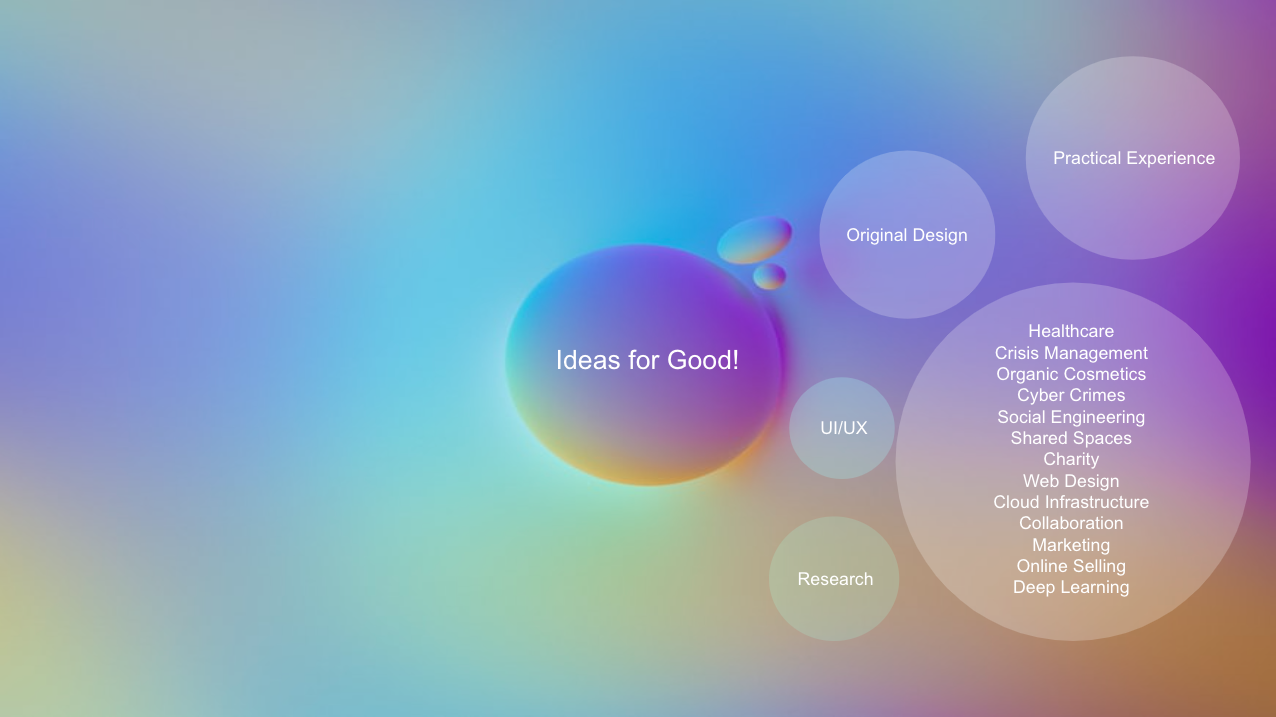 Practical Experience
Original Design
Ideas for Good!
UI/UX
Research
Healthcare
Crisis Management
Organic Cosmetics
Cyber Crimes
Social Engineering
Shared Spaces
Charity
Web Design
Cloud Infrastructure
Collaboration
Marketing
Online Selling
Deep Learning